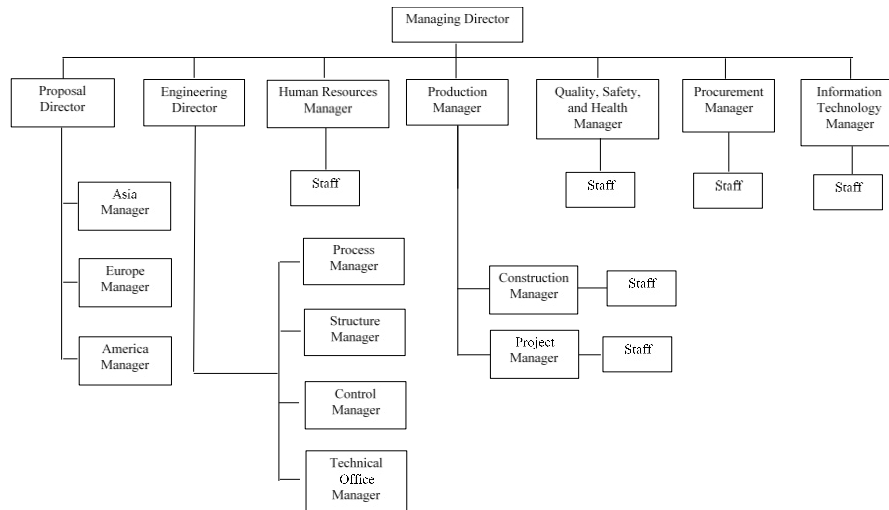 Managing Director
Proposal
Director
Engineering
Director
Human Resources
Manager
Production
Manager
Quality, Safety,
and Health
Manager
Procurement
Manager
Information
Technology
Manager
Staff
Staff
Staff
Staff
Asia
Manager
Europe
Manager
America
Manager
Process
Manager
Structure
Manager
Control
Manager
Technical
Office
Manager
Construction
Manager
Staff
Project
Manager
Staff